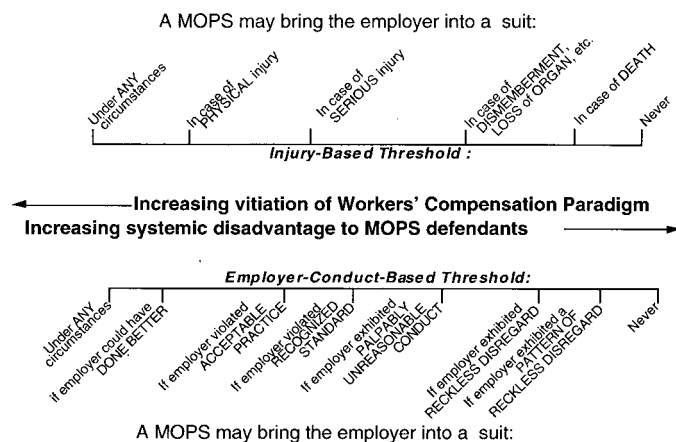 A MOPS may bring the employer into a suit:
Under ANY
circumstances
In case of
PHYSICAL injury
In case of
SERIOUS injury
In case of
DISMEMBERMENT,
LOSS of ORGAN, etc.
In case of DEATH
Never
Injury-Based Threshold :
Increasing vitiation of Workers' Compensation Paradigm
Increasing systemic disadvantage to MOPS defendants
Employer-Conduct-Based Threshold:
Under ANY
circumstances
if employer could have
DONE BETTER
If employer violated
ACCEPTABLE
PRACTICE
If employer violated
RECOGNIZED
STANDARD
If employer exhibited
PALPABLY
UNREASONABLE
CONDUCT
If employer exhibited
RECKLESS DISREGARD
If employer exhibited a
PATTERN OF
RECKLESS DISREGARD
Never
A MOPS may bring the employer into a suit: